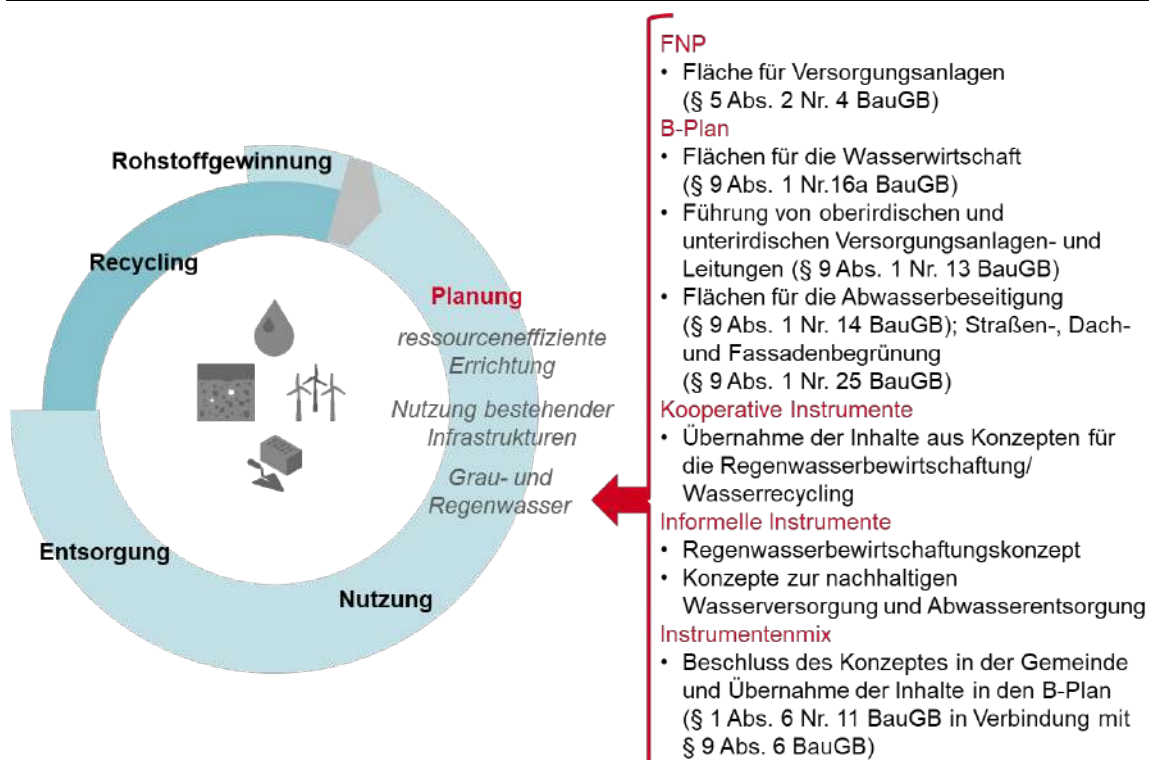 Rohstoffgewinnung
Recycling
Planung
ressourceneffiziente
Errichtung
Nutzung bestehender
Infrastrukturen
Grau- und
Regenwasser
Entsorgung
Nutzung
FNP
• Fläche für Versorgungsanlagen
(§ 5 Abs. 2 Nr. 4 BauGB)
B-Plan
• Flächen für die Wasserwirtschaft
(§ 9 Abs. 1 Nr.16a BauGB)
• Führung von oberirdischen und
unterirdischen Versorgungsanlagen- und
Leitungen (§ 9 Abs. 1 Nr. 13 BauGB)
• Flächen für die Abwasserbeseitigung
(§ 9 Abs. 1 Nr. 14 BauGB); Straßen-, Dach-
und Fassadenbegrünung
(§ 9 Abs. 1 Nr. 25 BauGB)
Kooperative Instrumente
• Übernahme der Inhalte aus Konzepten für
die Regenwasserbewirtschaftung/
Wasserrecycling
Informelle Instrumente
• Regenwasserbewirtschaftungskonzept
• Konzepte zur nachhaltigen
Wasserversorgung und Abwasserentsorgung
Instrumentenmix
• Beschluss des Konzeptes in der Gemeinde
und Übernahme der Inhalte in den B-Plan
(§ 1 Abs. 6 Nr. 11 BauGB in Verbindung mit
§ 9 Abs. 6 BauGB)